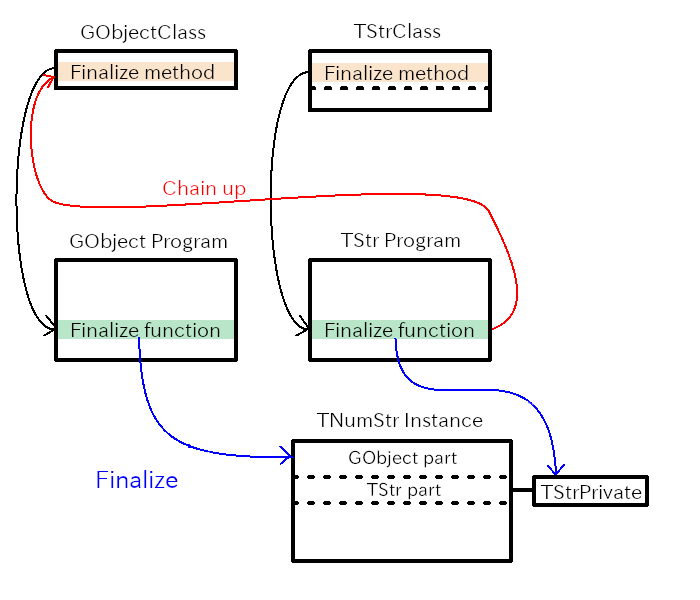 GObjectClass
TStrClass
Finalize method
Finalize method
Chain up
GObject Program
TStr Program
Finalize function
Finalize function
TNumStr Instance
GObject part
Finalize
TStr part
TStrPrivate